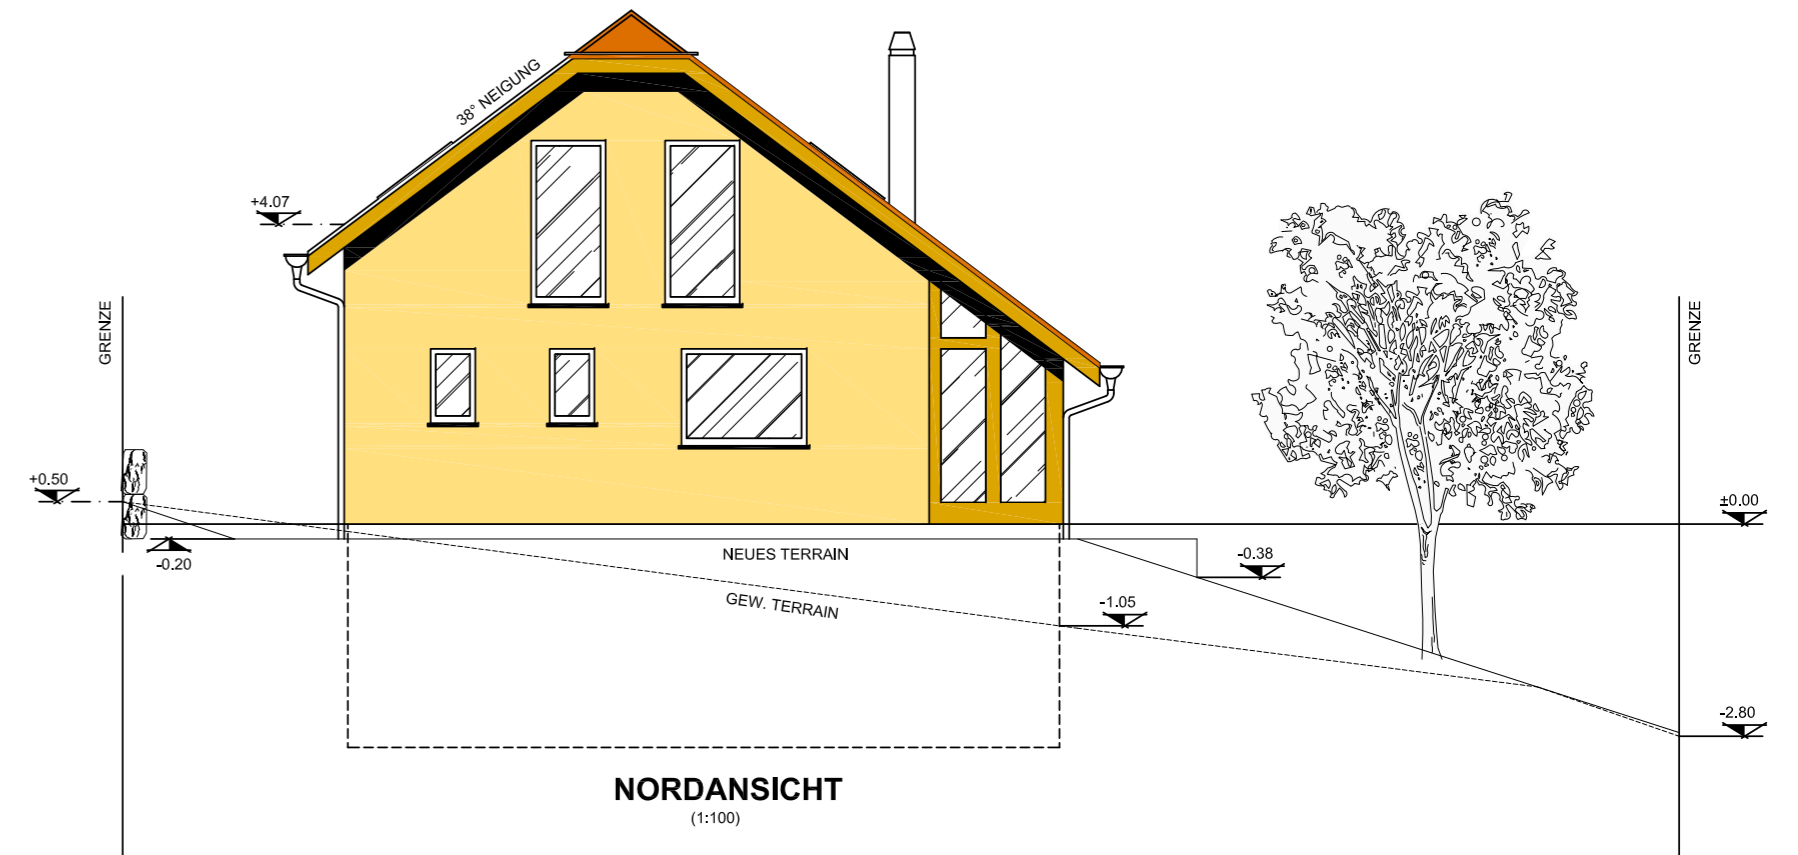 38° NEIGUNG
+4.07
GRENZE
GRENZE
+0.50
±0.00
-0.20
NEUES TERRAIN
-0.38
GEW. TERRAIN
-1.05
-2.80
NORDANSICHT
(1:100)